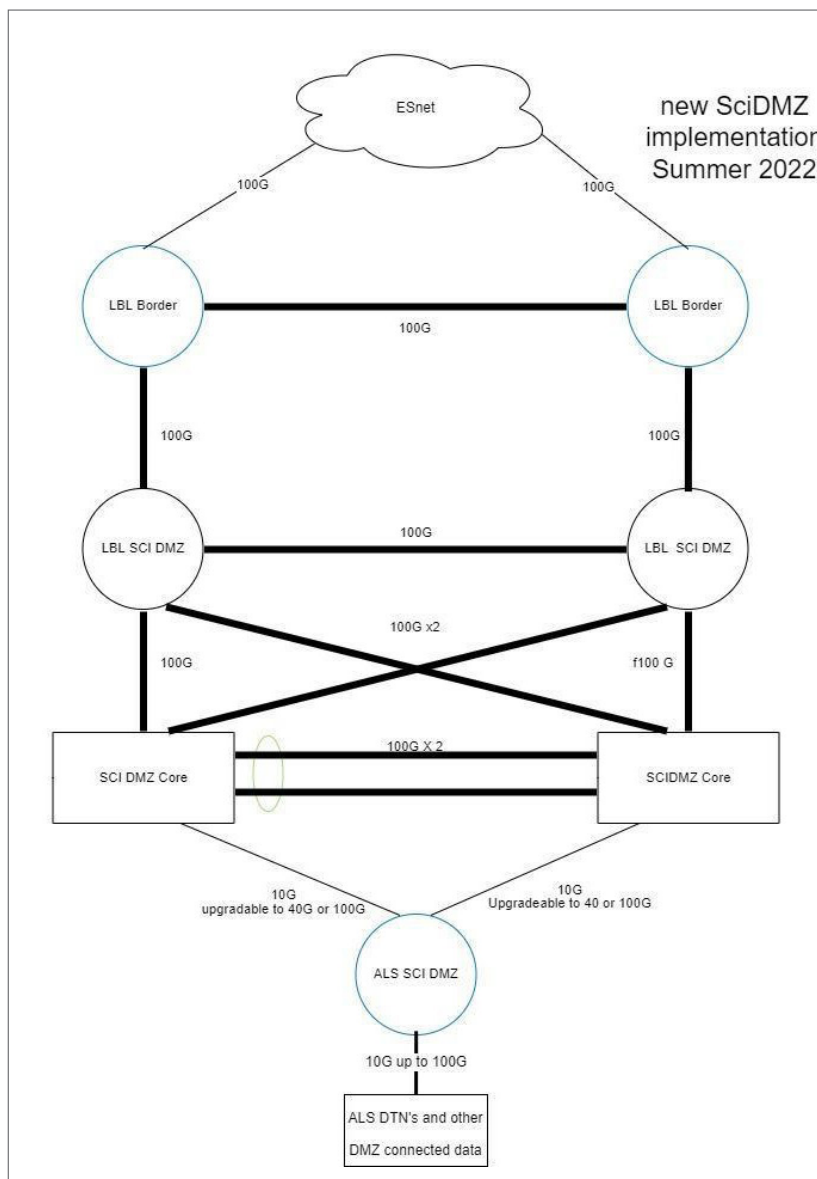 ESnet
new SciDMZ
implementation
Summer 2022
100G
100G
LBL Border
LBL Border
100G
100G
100G
LBL SCI DMZ
100G
LBL SCI DMZ
100G x2
100G
f100 G
100G X 2
SCI DMZ Core
SCIDMZ Core
10G
upgradable to 40G or 100G
10G
Upgradeable to 40 or 100G
ALS SCI DMZ
10G up to 100G
ALS DTN's and other
DMZ connected data